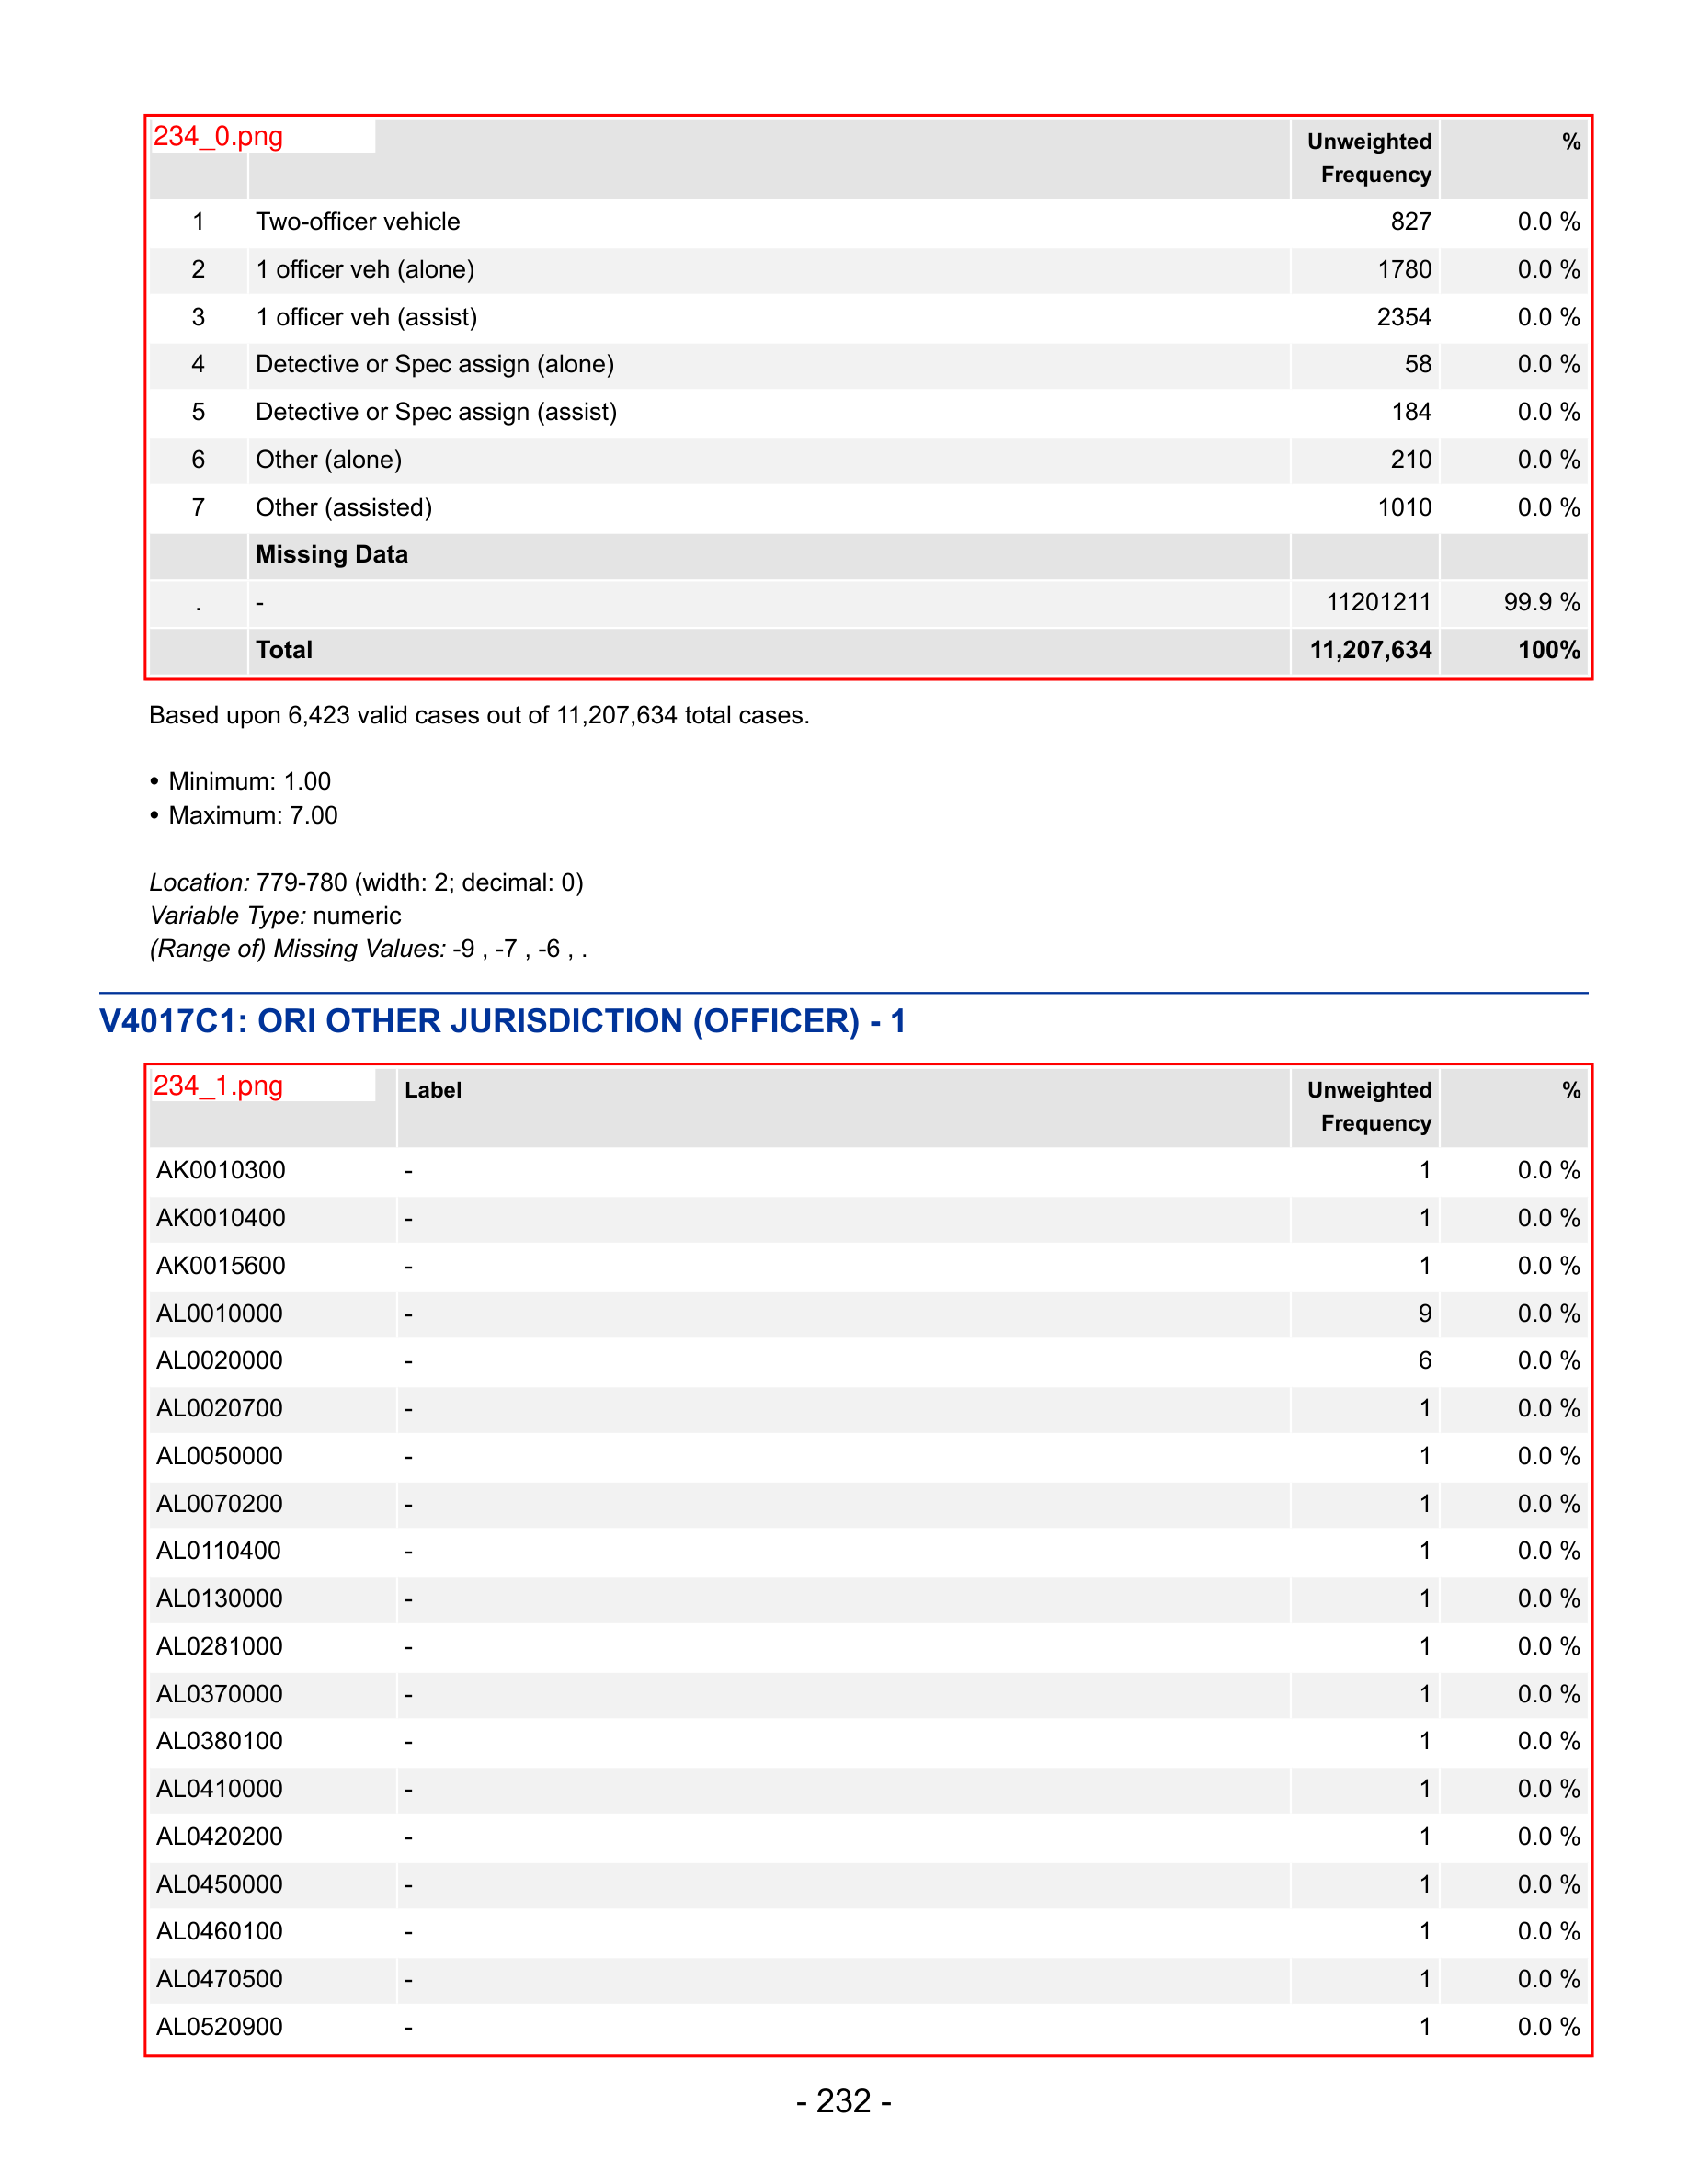 234_0.png
Unweighted Frequency %
1 Two-officer vehicle 827 0.0 %
2 1 officer veh (alone) 1780 0.0 %
3 1 officer veh (assist) 2354 0.0 %
4 Detective or Spec assign (alone) 58 0.0 %
5 Detective or Spec assign (assist) 184 0.0 %
6 Other (alone) 210 0.0 %
7 Other (assisted) 1010 0.0 %
Missing Data
. - 11201211 99.9 %
Total 11,207,634 100%
Based upon 6,423 valid cases out of 11,207,634 total cases.
• Minimum: 1.00
• Maximum: 7.00
Location: 779-780 (width: 2; decimal: 0)
Variable Type: numeric
(Range of) Missing Values: -9 , -7 , -6 , .
V4017C1: ORI OTHER JURISDICTION (OFFICER) - 1
234_1.png
Label Unweighted Frequency %
AK0010300 - 1 0.0 %
AK0010400 - 1 0.0 %
AK0015600 - 1 0.0 %
AL0010000 - 9 0.0 %
AL0020000 - 6 0.0 %
AL0020700 - 1 0.0 %
AL0050000 - 1 0.0 %
AL0070200 - 1 0.0 %
AL0110400 - 1 0.0 %
AL0130000 - 1 0.0 %
AL0281000 - 1 0.0 %
AL0370000 - 1 0.0 %
AL0380100 - 1 0.0 %
AL0410000 - 1 0.0 %
AL0420200 - 1 0.0 %
AL0450000 - 1 0.0 %
AL0460100 - 1 0.0 %
AL0470500 - 1 0.0 %
AL0520900 - 1 0.0 %
- 232 -